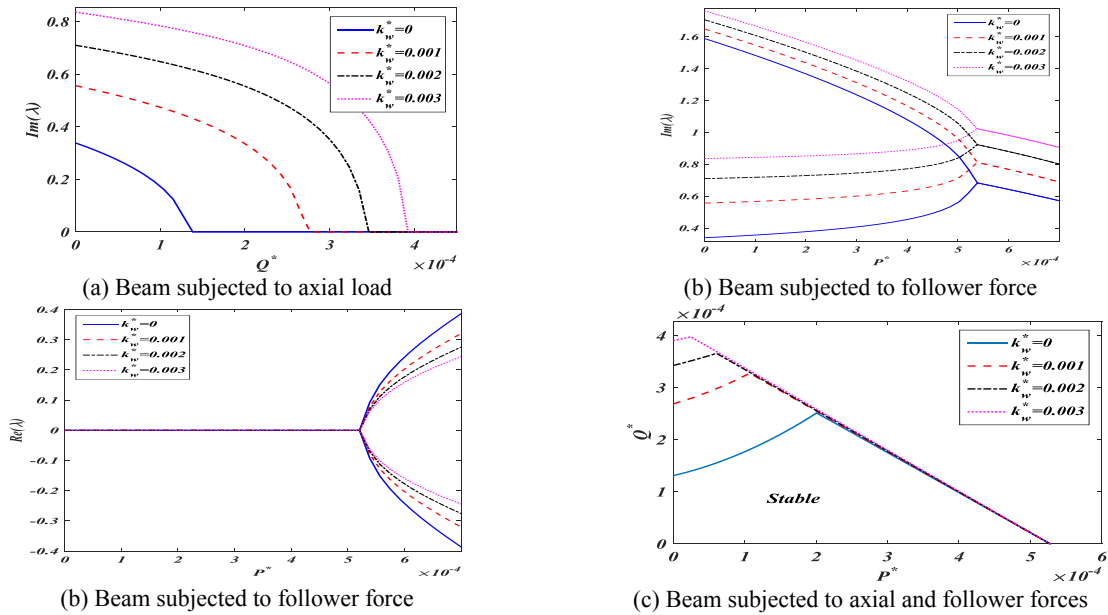 0.8
0.6
0.4
0.2
0
Im(λ)
k*w=0
k*w=0.001
k*w=0.002
k*w=0.003
0 1 2 3 4
Q*
×10-4
(a) Beam subjected to axial load
1.6
1.4
1.2
1
0.8
0.6
0.4
Im(λ)
k*w=0
k*w=0.001
k*w=0.002
k*w=0.003
0 1 2 3 4 5 6
P*
×10-4
(b) Beam subjected to follower force
0.4
0.3
0.2
0.1
0
-0.1
-0.2
-0.3
-0.4
Re(λ)
k*w=0
k*w=0.001
k*w=0.002
k*w=0.003
0 1 2 3 4 5 6
P*
×10-4
(b) Beam subjected to follower forces
×10-4
4
3
2
1
0
Q*
k*w=0
k*w=0.001
k*w=0.002
k*w=0.003
Stable
0 1 2 3 4 5 6
P*
×10-4
(c) Beam subjected to axial and follower forces